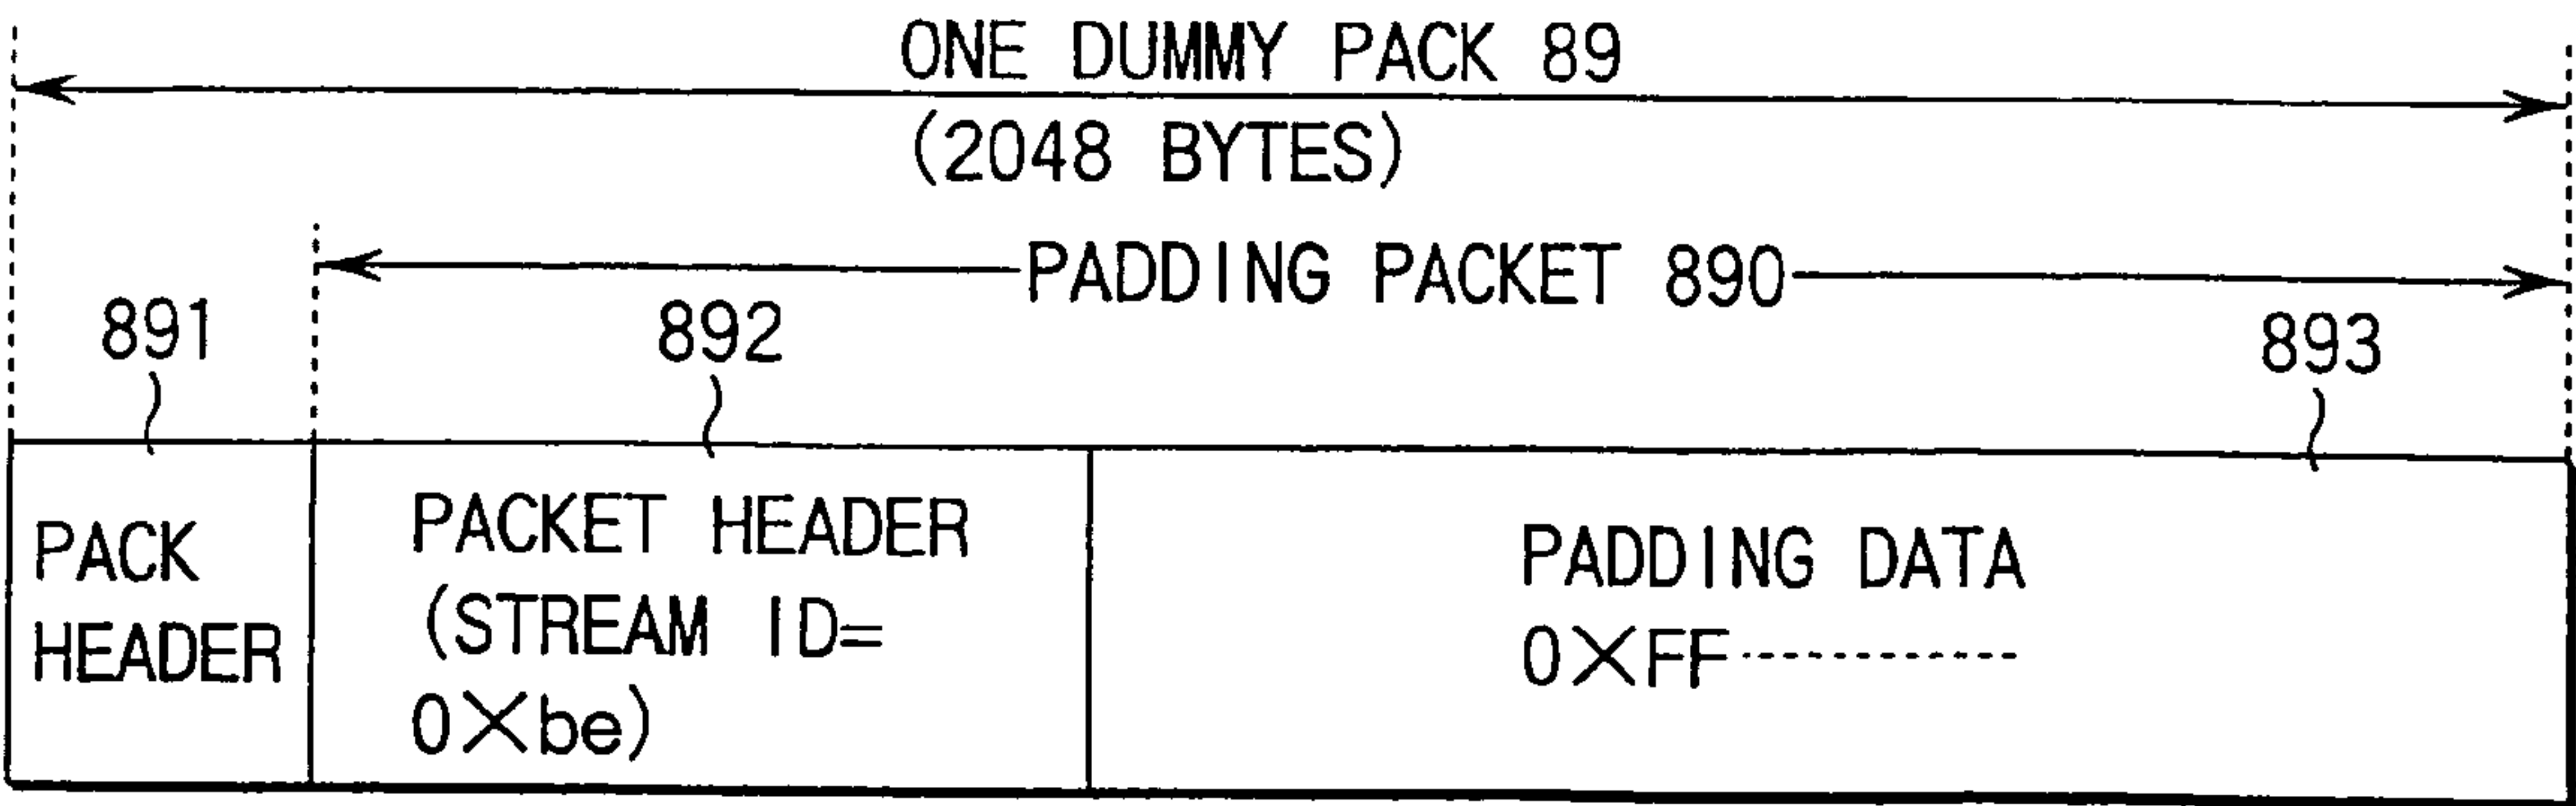 ONE DUMMY PACK 89
(2048 BYTES)
PADDING PACKET 890
891
892
893
PACK
HEADER
PACKET HEADER
(STREAM ID=
0×be)
PADDING DATA
0×FF------------